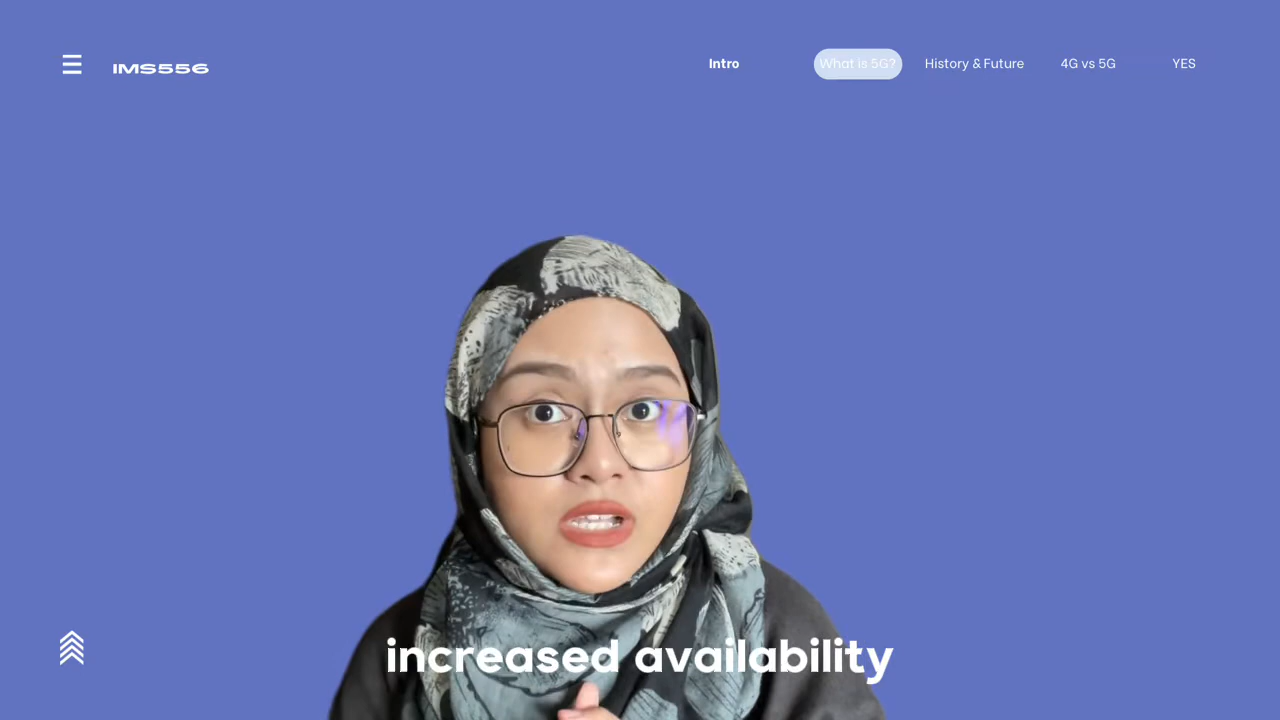 IMS556
Intro
What is 5G?
History & Future
4G vs 5G
YES
increased availability